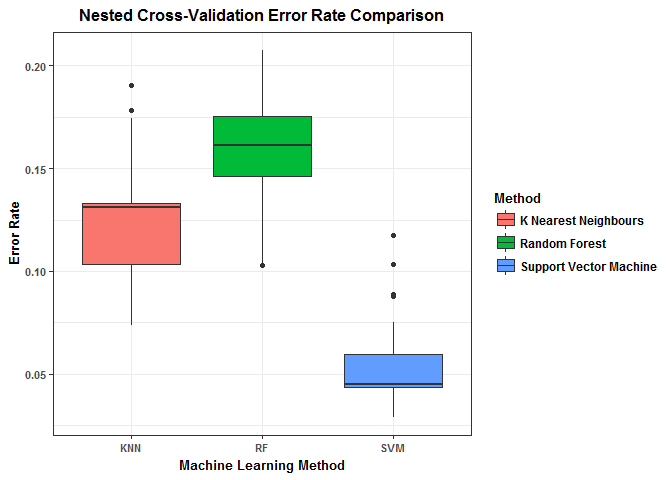 Nested Cross-Validation Error Rate Comparison
Error Rate
0.20
0.15
0.10
0.05
KNN RF SVM
Machine Learning Method
Method
K Nearest Neighbours
Random Forest
Support Vector Machine